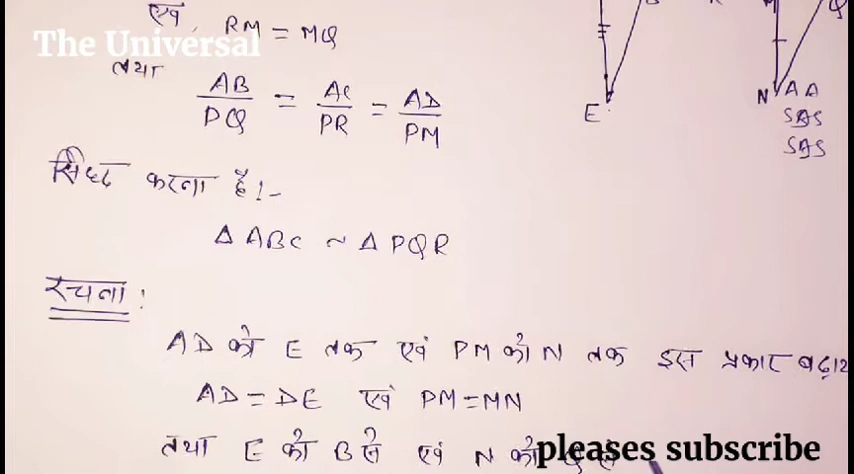 एवं, RM = MQ
The Universal
तथा AB/PQ = AC/PR = AD/PM
E
N
A A
SAS
SAS
सिध्द करना है।-
Δ ABC ~ Δ PQR
रचना :
AD को E तक एवं PM को N तक इस प्रकार बढ़ाए
AD = DE एवं PM = MN
तथा E को B से एवं N को Q से
pleases subscribe